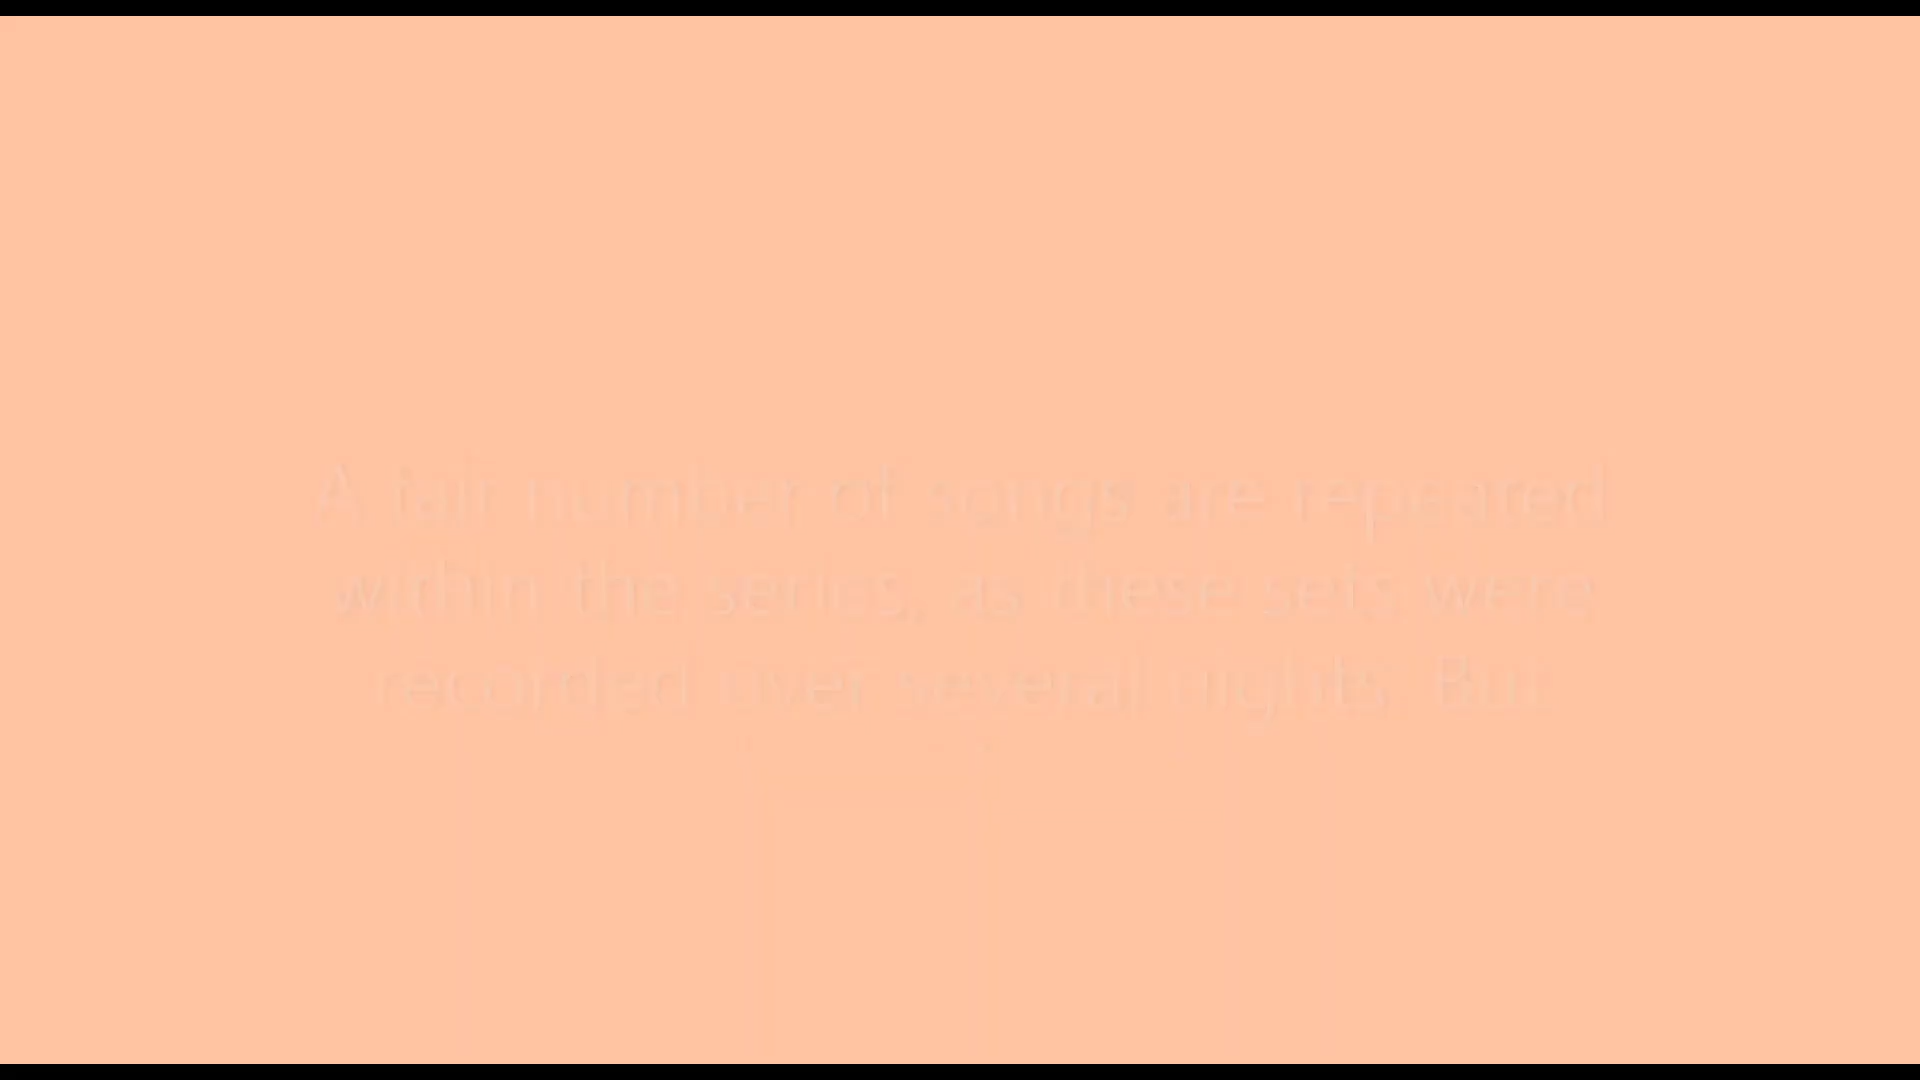 A fair number of songs are repeated
within the series, as these sets were
recorded over several nights. But